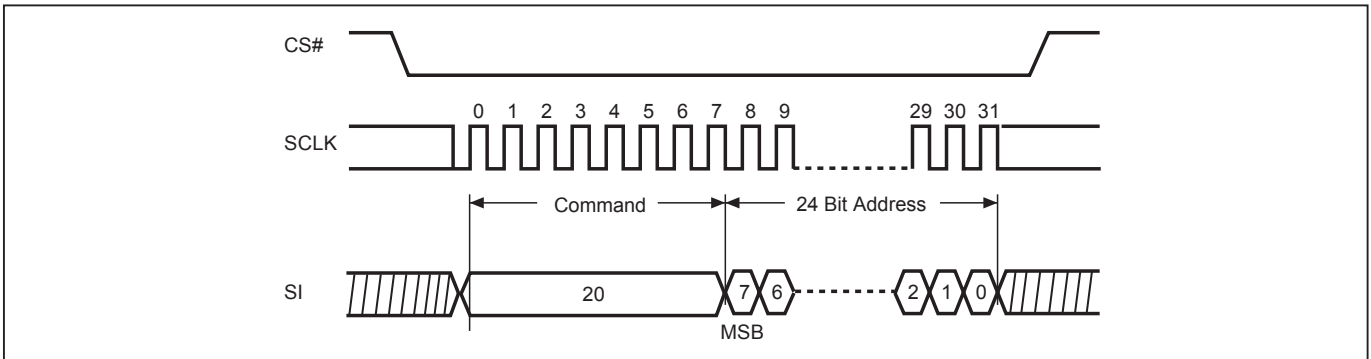 CS#
0 1 2 3 4 5 6 7 8 9 29 30 31
SCLK
Command 24 Bit Address
SI 20 7 6 2 1 0
MSB